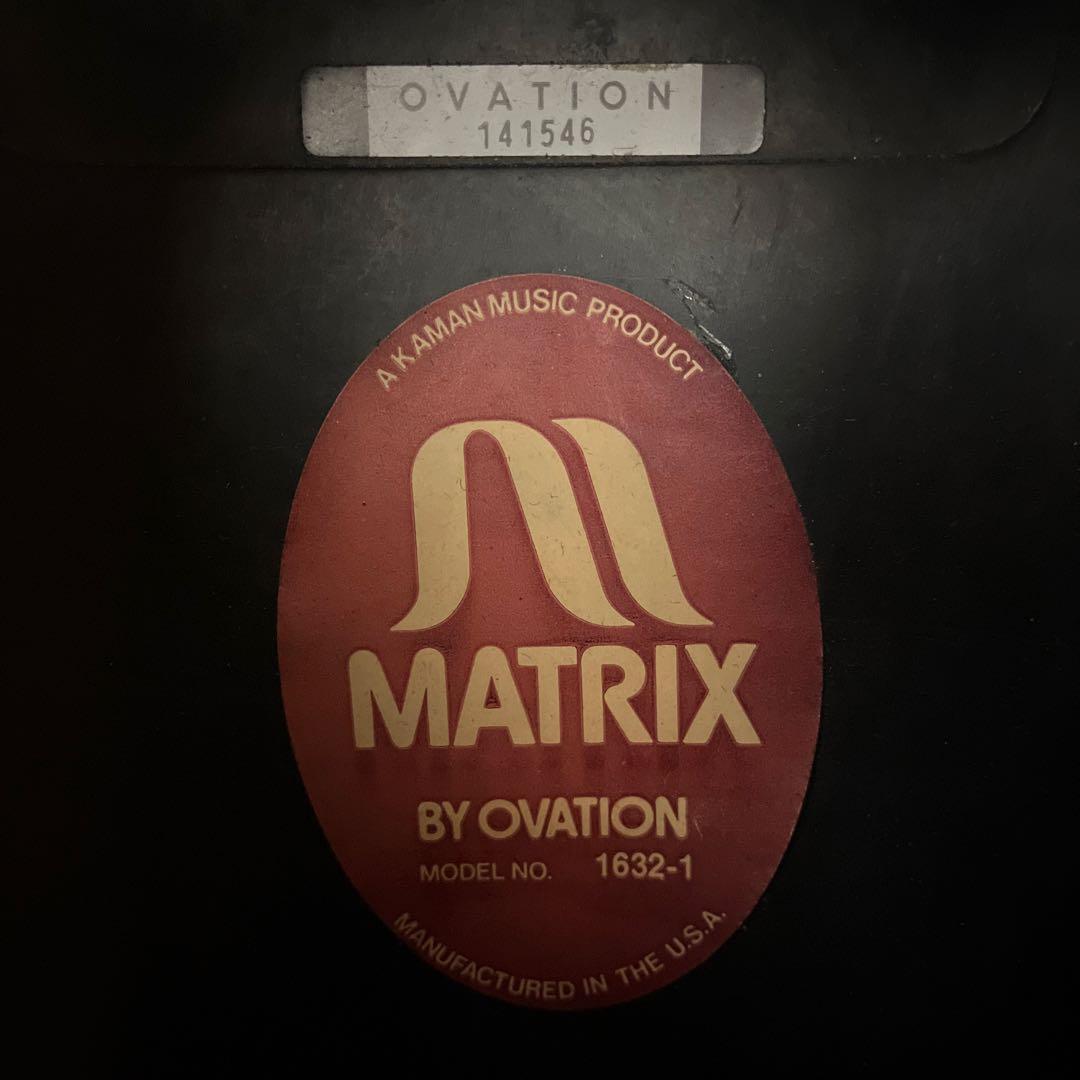 OVATION
141546
A KAMAN MUSIC PRODUCT
MATRIX
BY OVATION
MODEL NO. 1632-1
MANUFACTURED IN THE U.S.A.